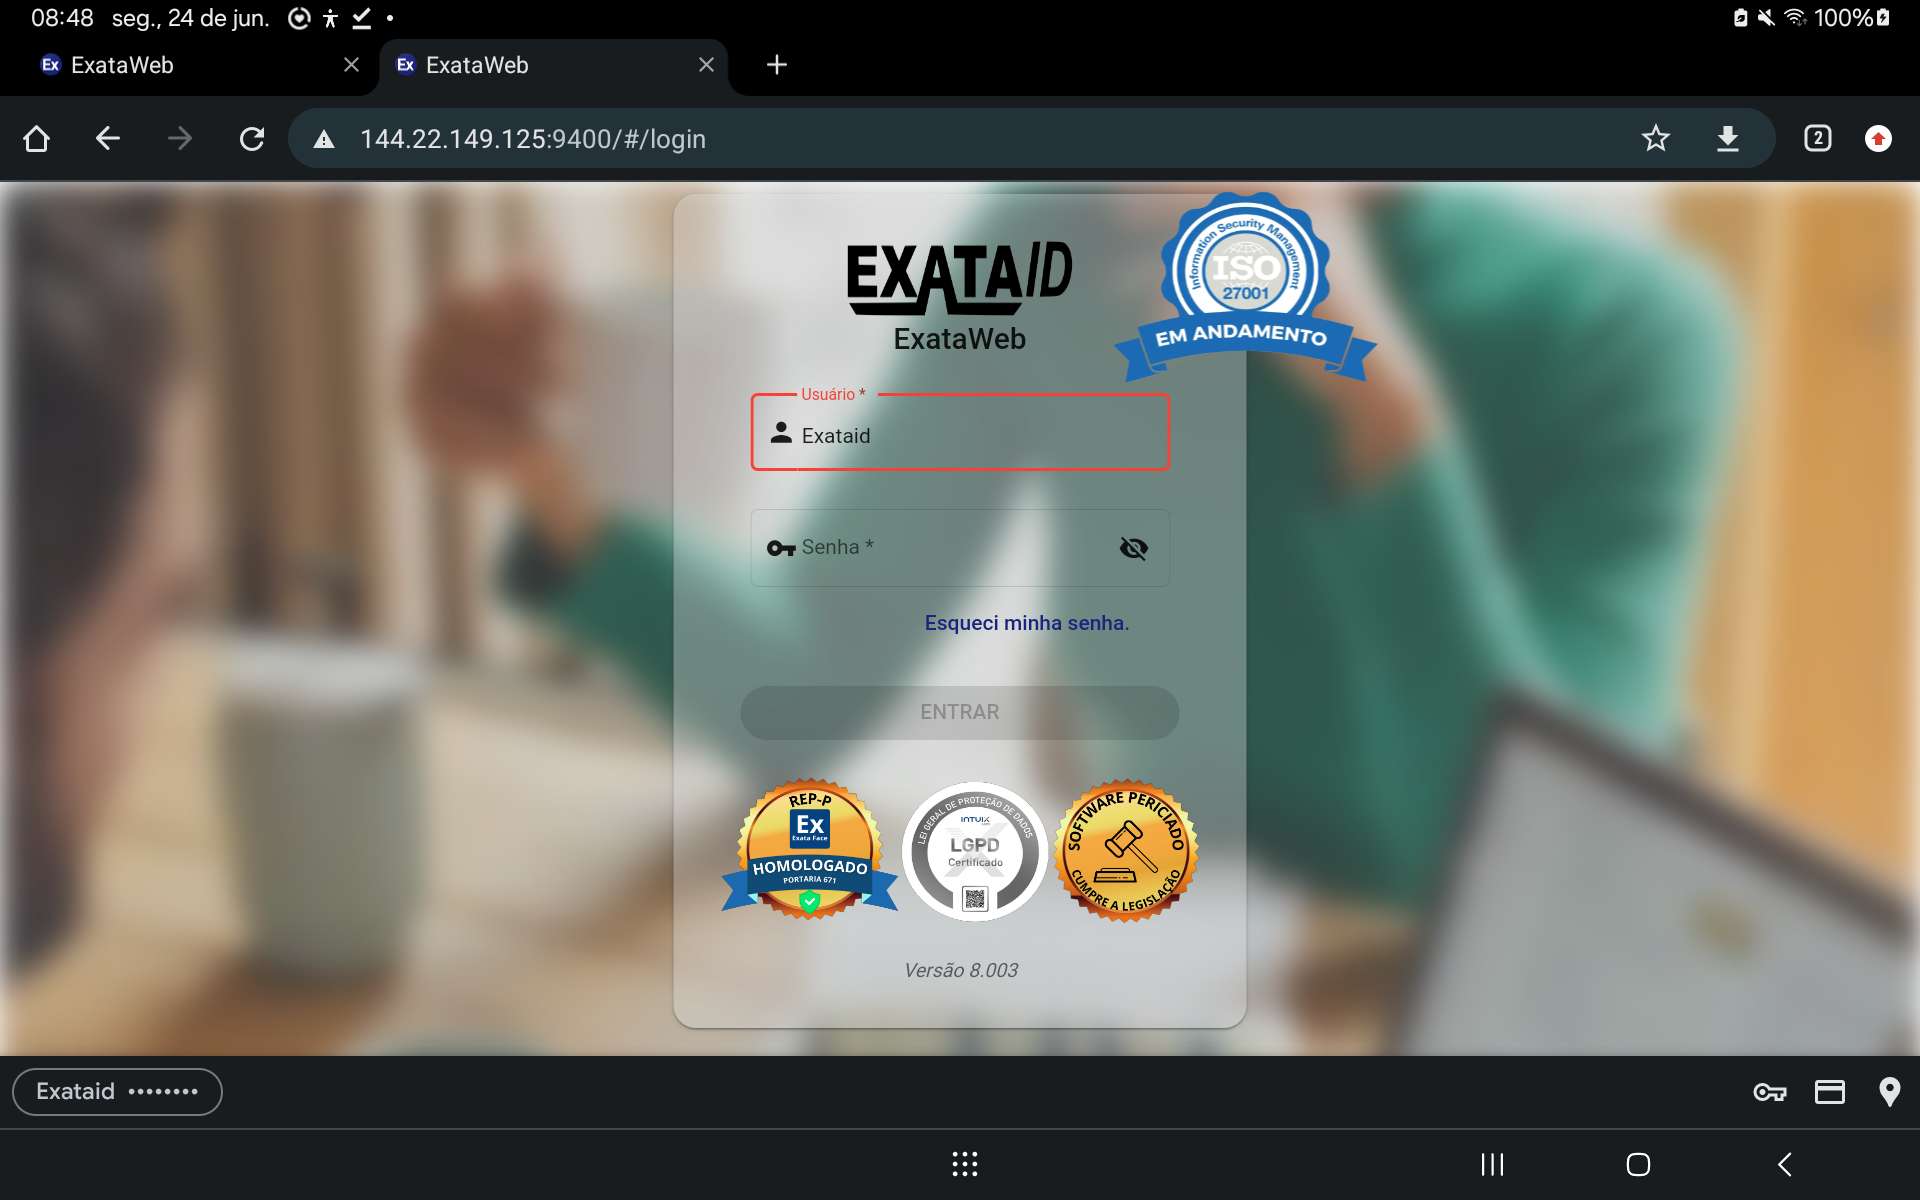 08:48 seg., 24 de jun. 100%
Ex ExataWeb
Ex ExataWeb
144.22.149.125:9400/#/login
2
EXATAID
ExataWeb
Information Security Management
ISO
27001
EM ANDAMENTO
Usuário *
Exataid
Senha *
Esqueci minha senha.
ENTRAR
REP-P
Ex
Exata Face
HOMOLOGADO
PORTARIA 671
LEI GERAL DE PROTEÇÃO DE DADOS
INTUIX
LGPD
Certificado
SOFTWARE PERICIADO
CUMPRE A LEGISLAÇÃO
Versão 8.003
Exataid ••••••••